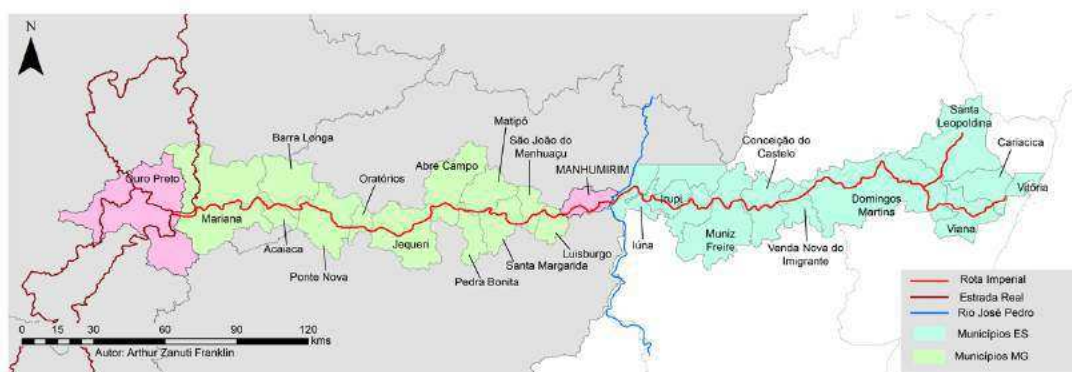 N
Santa
Leopoldina
Matipó
Barra Longa
São João do
Manhuaçu
Conceição do
Castelo
Cariacica
Abre Campo
MANHUMIRIM
Ouro Preto
Oratórios
Irupi
Vitória
Mariana
Domingos
Martins
Acaiaca
Jequeri
Muniz
Freire
Iúna
Viana
Luisburgo
Venda Nova do
Imigrante
Ponte Nova
Santa Margarida
Pedra Bonita
Rota Imperial
Estrada Real
Rio José Pedro
Municípios ES
Municípios MG
0 15 30 60 90 120
kms
Autor: Arthur Zanuti Franklin